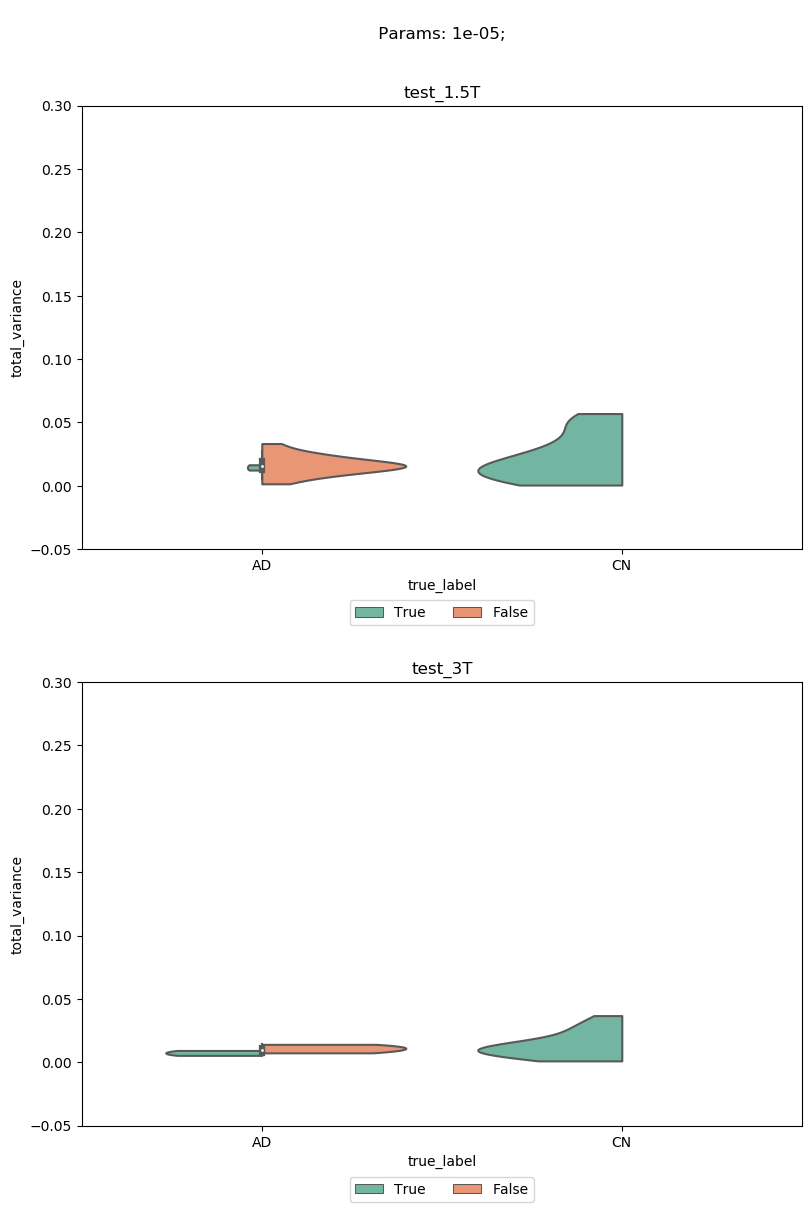 Params: 1e-05;
test_1.5T
0.30
0.25
0.20
0.15
0.10
0.05
0.00
−0.05
total_variance
AD CN
true_label
True False
test_3T
0.30
0.25
0.20
0.15
0.10
0.05
0.00
−0.05
total_variance
AD CN
true_label
True False